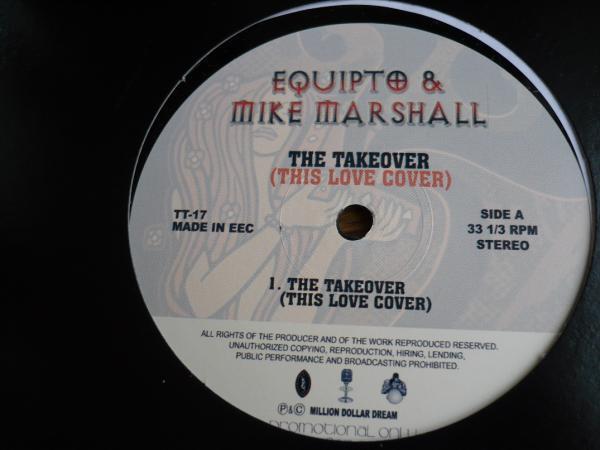 EQUIPTO &
MIKE MARSHALL
THE TAKEOVER
(THIS LOVE COVER)
TT-17
MADE IN EEC
SIDE A
33 1/3 RPM
STEREO
1. THE TAKEOVER
(THIS LOVE COVER)
ALL RIGHTS OF THE PRODUCER AND OF THE WORK REPRODUCED RESERVED.
UNAUTHORIZED COPYING, REPRODUCTION, HIRING, LENDING,
PUBLIC PERFORMANCE AND BROADCASTING PROHIBITED.
Ⓟ&© MILLION DOLLAR DREAM
promotional only